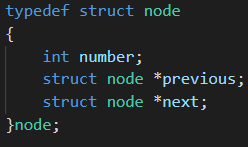 typedef struct node
{
    int number;
    struct node *previous;
    struct node *next;
}node;